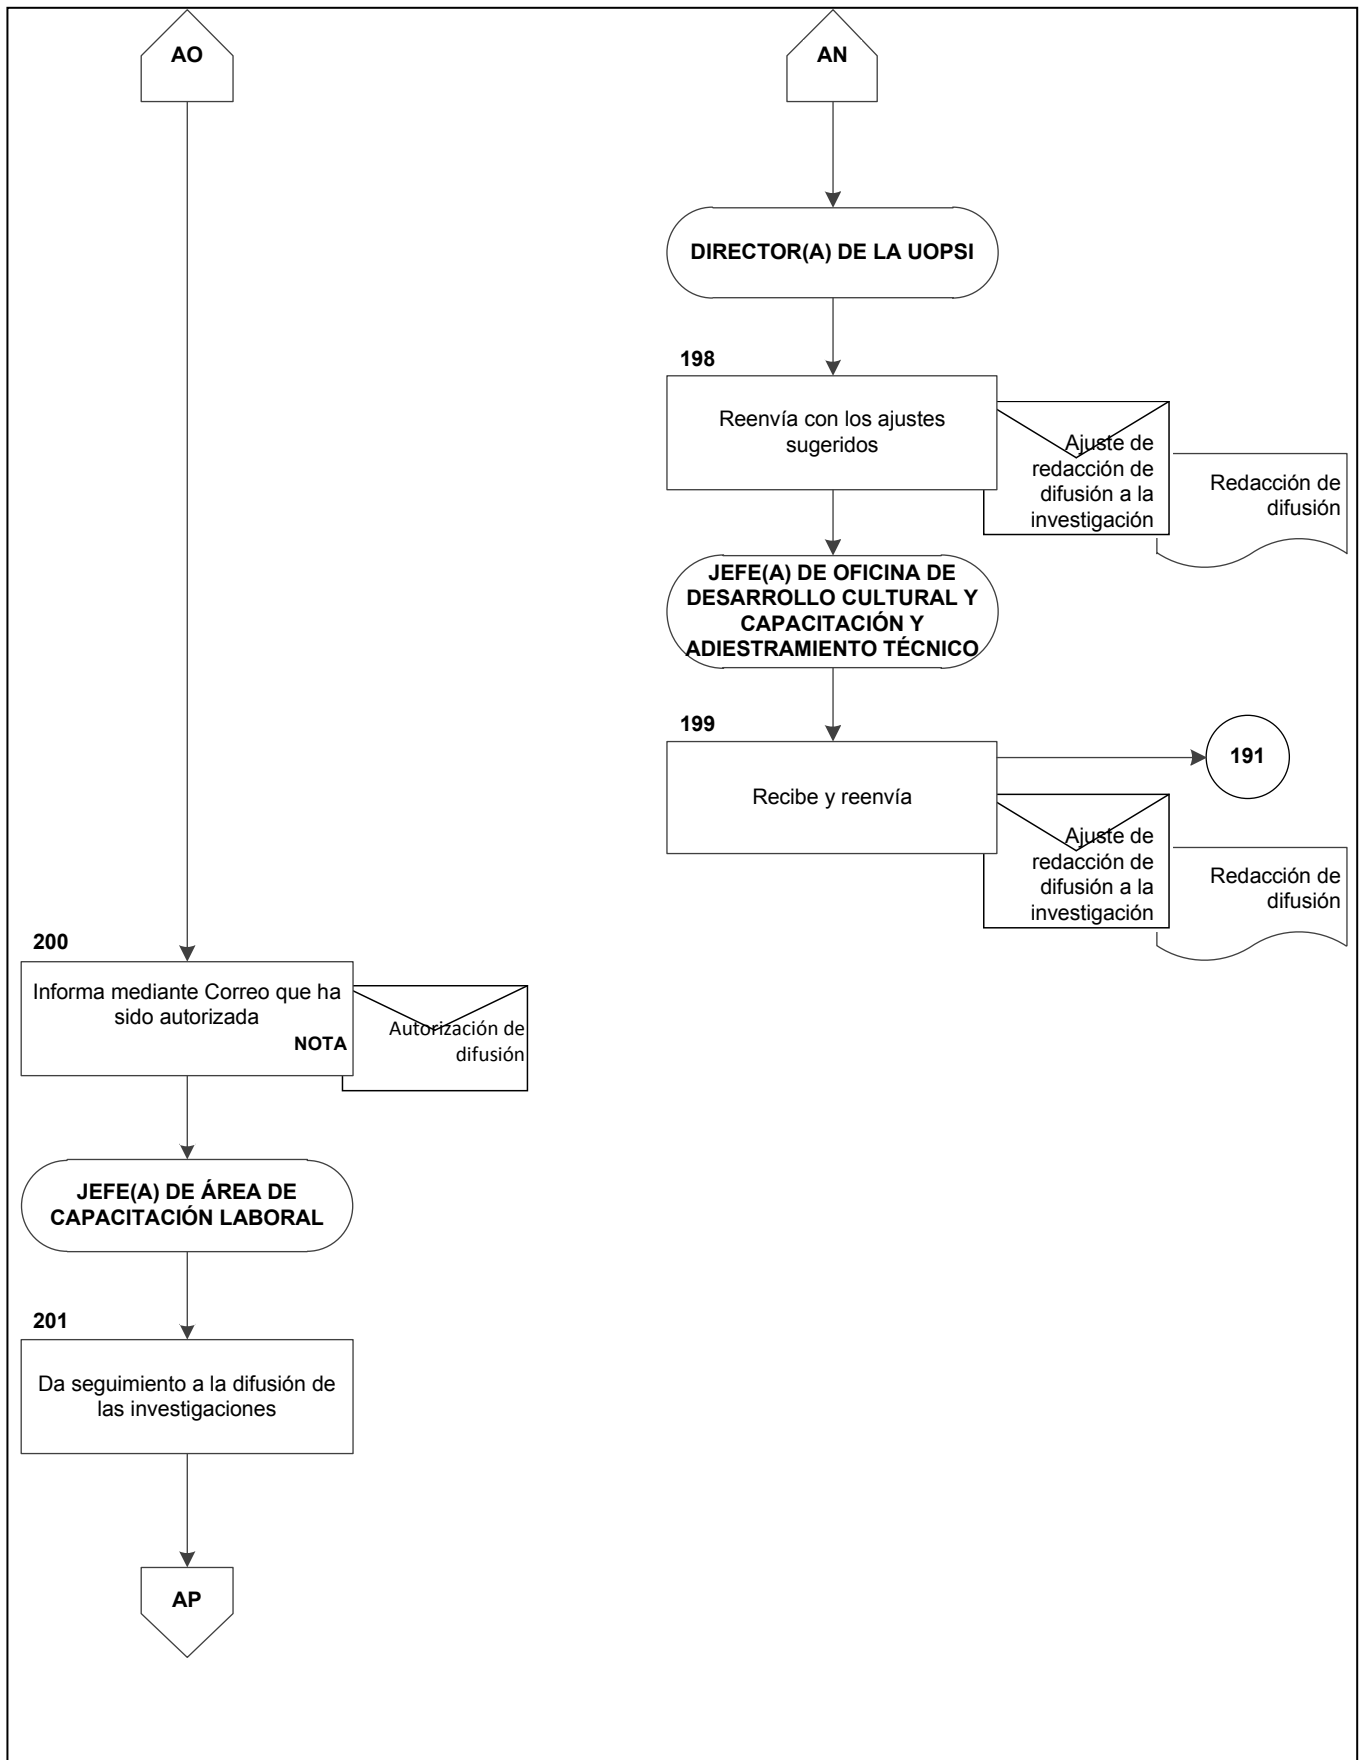 AO
AN
DIRECTOR(A) DE LA UOPSI
198
Reenvía con los ajustes
sugeridos
Ajuste de
redacción de
difusión a la
investigación
Redacción de
difusión
JEFE(A) DE OFICINA DE
DESARROLLO CULTURAL Y
CAPACITACIÓN Y
ADIESTRAMIENTO TÉCNICO
199
Recibe y reenvía
191
Ajuste de
redacción de
difusión a la
investigación
Redacción de
difusión
200
Informa mediante Correo que ha
sido autorizada
NOTA
Autorización de
difusión
JEFE(A) DE ÁREA DE
CAPACITACIÓN LABORAL
201
Da seguimiento a la difusión de
las investigaciones
AP